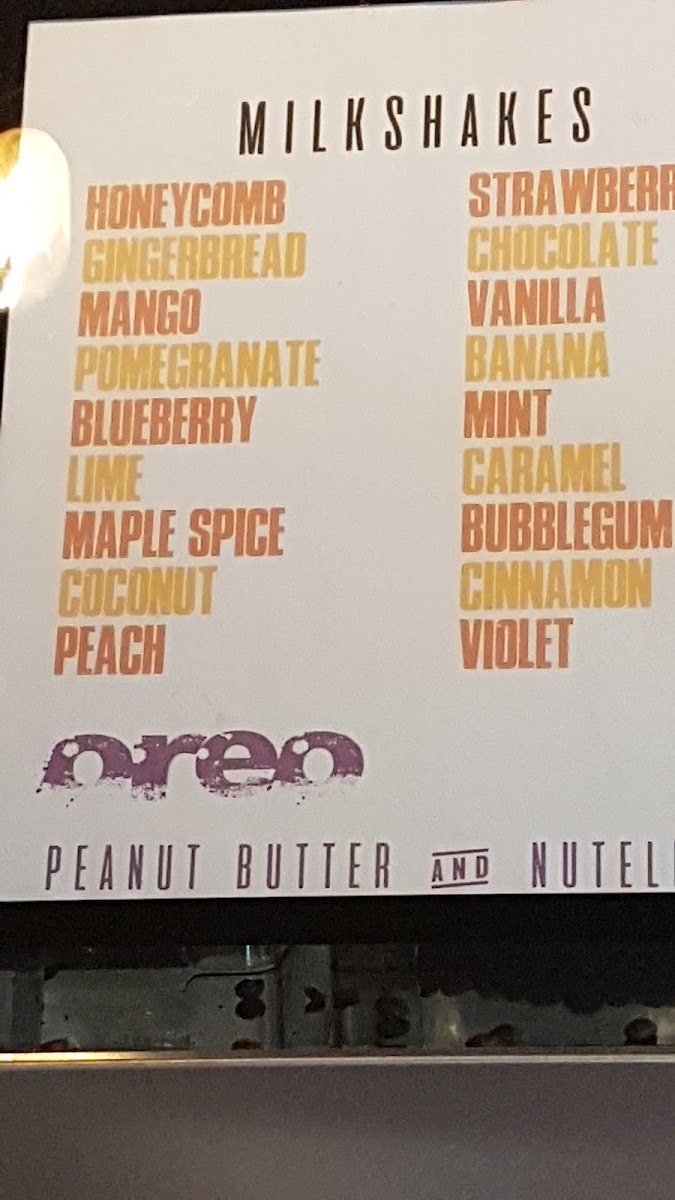 MILKSHAKES
HONEYCOMB
GINGERBREAD
MANGO
POMEGRANATE
BLUEBERRY
LIME
MAPLE SPICE
COCONUT
PEACH
STRAWBERR
CHOCOLATE
VANILLA
BANANA
MINT
CARAMEL
BUBBLEGUM
CINNAMON
VIOLET
oreo
PEANUT BUTTER AND NUTEL